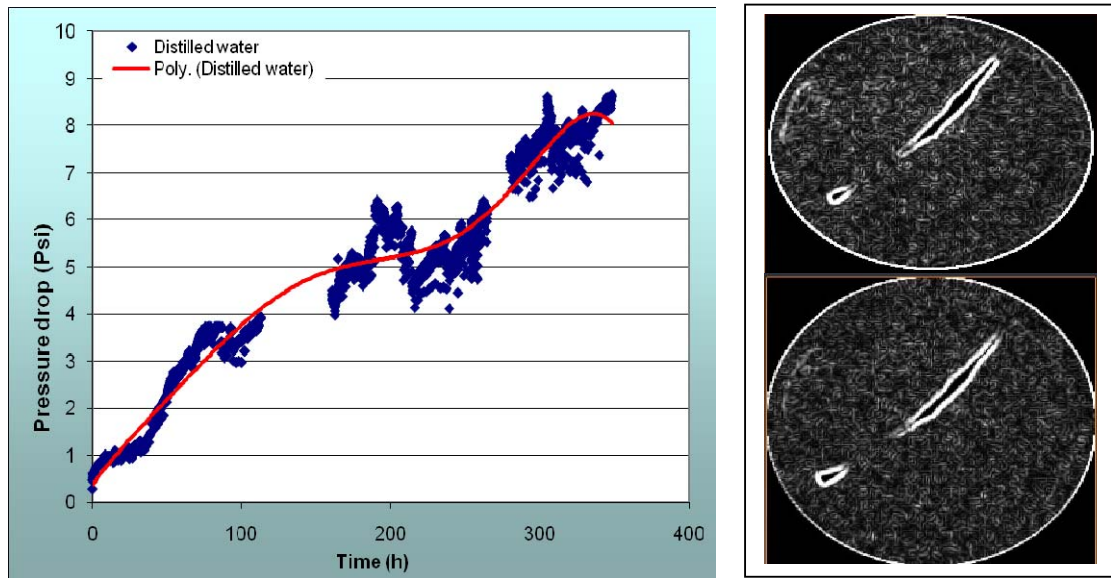 10
9
8
7
6
5
4
3
2
1
0
Distilled water
Poly. (Distilled water)
Pressure drop (Psi)
0 100 200 300 400
Time (h)